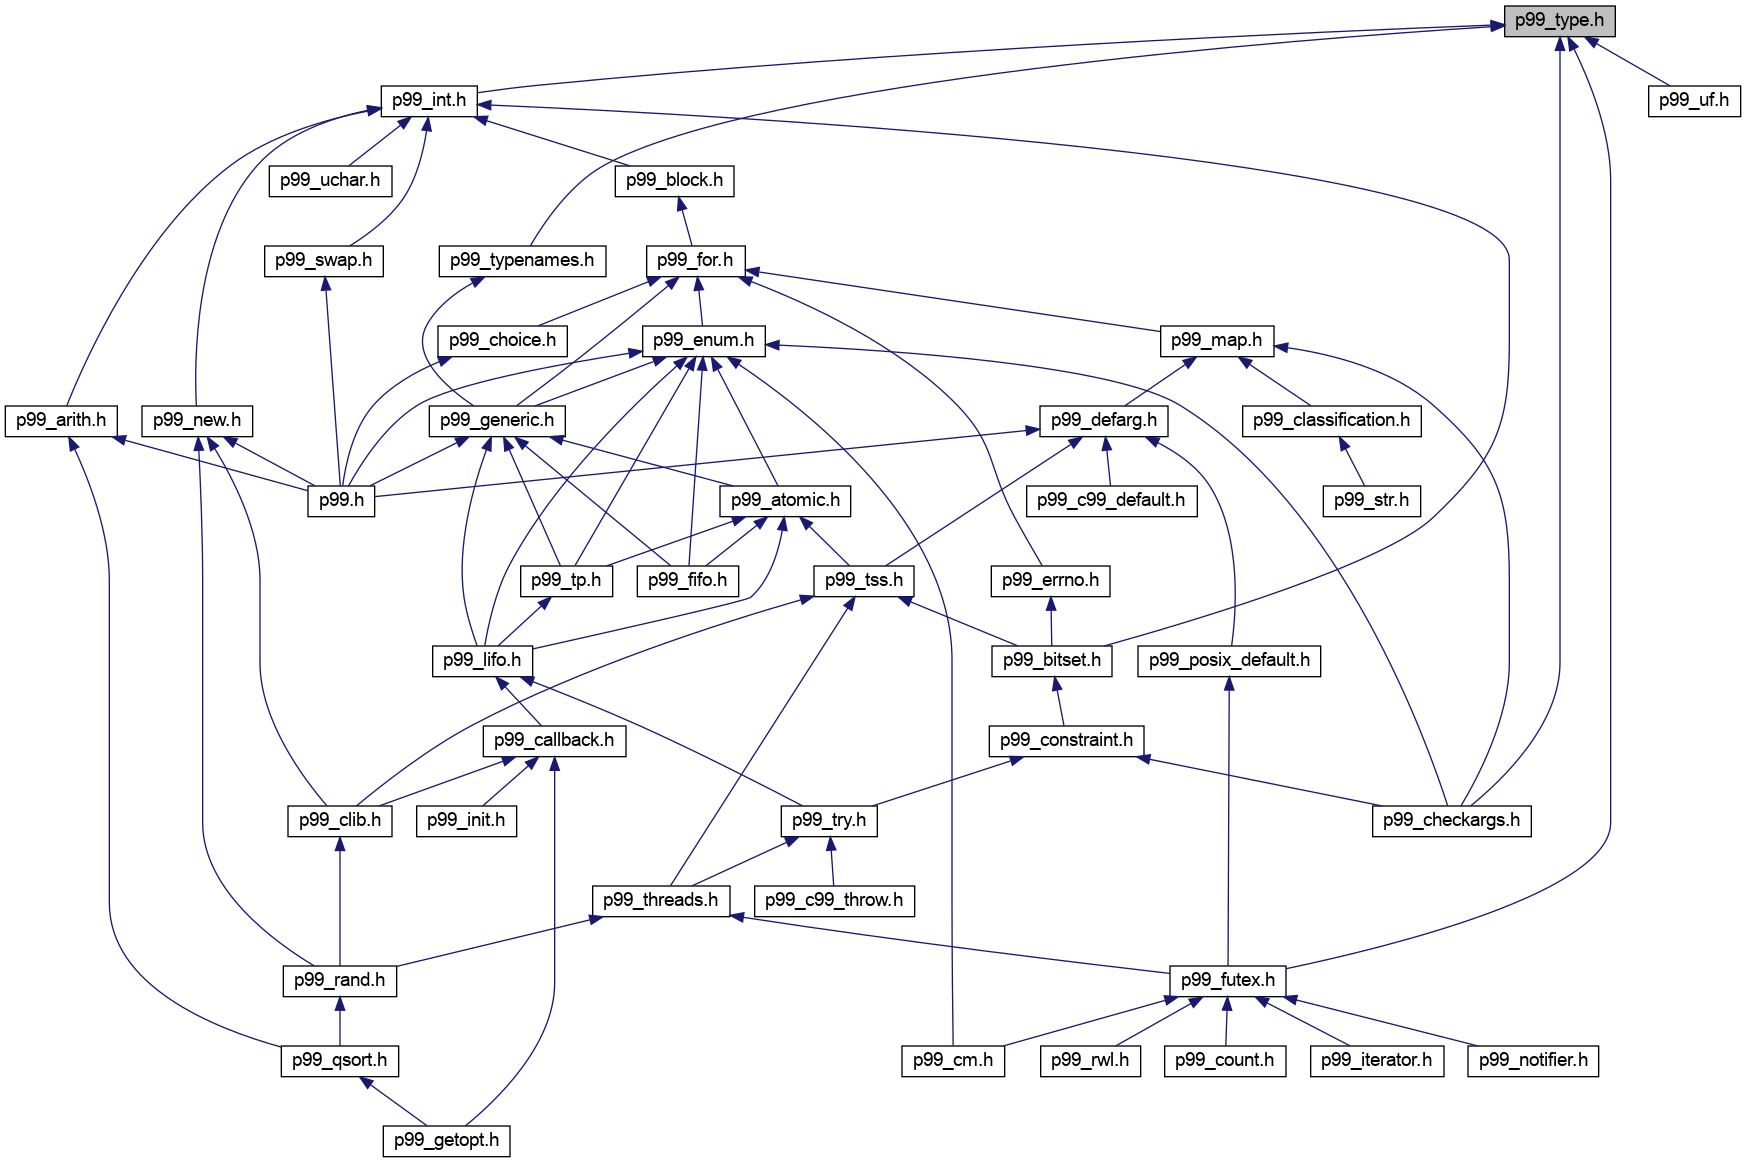 p99_type.h
p99_int.h
p99_uf.h
p99_uchar.h
p99_block.h
p99_swap.h
p99_typenames.h
p99_for.h
p99_choice.h
p99_enum.h
p99_map.h
p99_arith.h
p99_new.h
p99_generic.h
p99_defarg.h
p99_classification.h
p99.h
p99_atomic.h
p99_c99_default.h
p99_str.h
p99_tp.h
p99_fifo.h
p99_tss.h
p99_errno.h
p99_lifo.h
p99_bitset.h
p99_posix_default.h
p99_callback.h
p99_constraint.h
p99_clib.h
p99_init.h
p99_try.h
p99_checkargs.h
p99_threads.h
p99_c99_throw.h
p99_rand.h
p99_futex.h
p99_qsort.h
p99_cm.h
p99_rwl.h
p99_count.h
p99_iterator.h
p99_notifier.h
p99_getopt.h